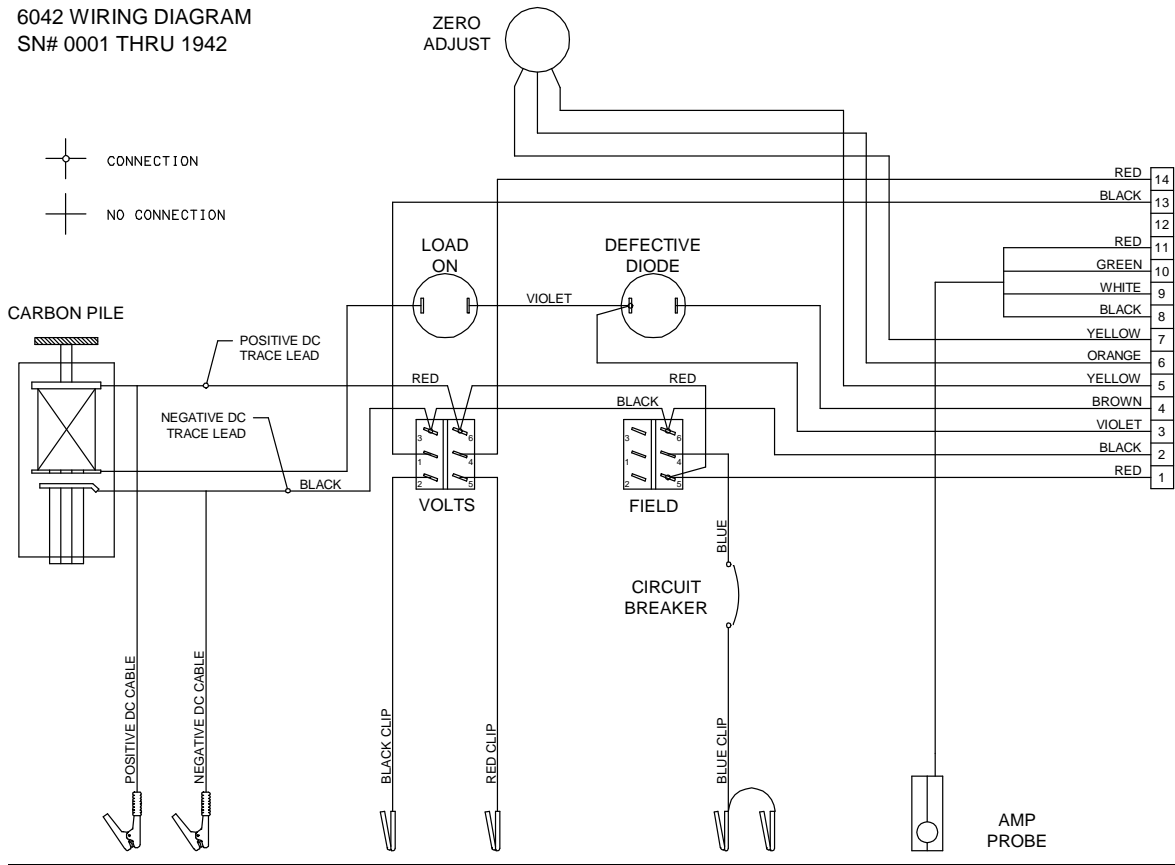 6042 WIRING DIAGRAM
SN# 0001 THRU 1942
ZERO
ADJUST
CONNECTION
NO CONNECTION
RED 14
BLACK 13
12
RED 11
GREEN 10
WHITE 9
BLACK 8
YELLOW 7
ORANGE 6
YELLOW 5
BROWN 4
VIOLET 3
BLACK 2
RED 1
LOAD
ON
DEFECTIVE
DIODE
VIOLET
CARBON PILE
POSITIVE DC
TRACE LEAD
NEGATIVE DC
TRACE LEAD
RED
RED
BLACK
BLACK
3 6
1 4
2 5
VOLTS
3 6
1 4
2 5
FIELD
BLUE
CIRCUIT
BREAKER
POSITIVE DC CABLE
NEGATIVE DC CABLE
BLACK CLIP
RED CLIP
BLUE CLIP
AMP
PROBE